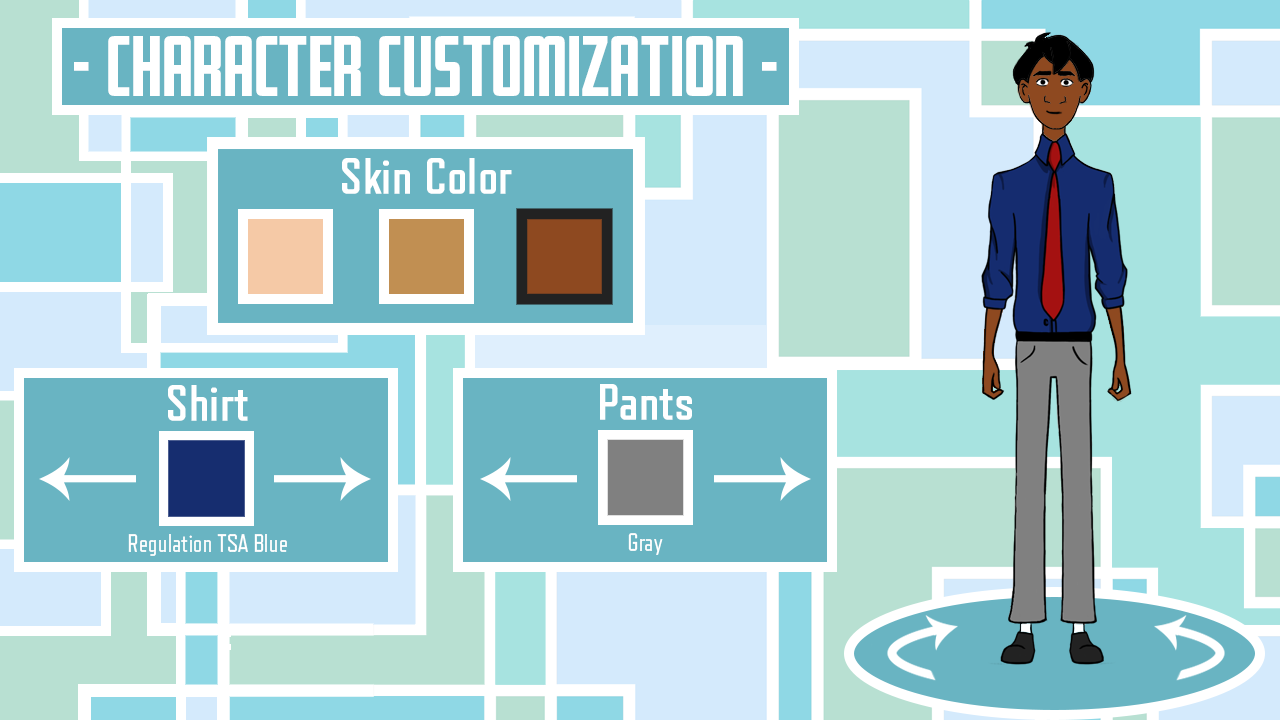 - CHARACTER CUSTOMIZATION -
Skin Color
Shirt
Regulation TSA Blue
Pants
Gray